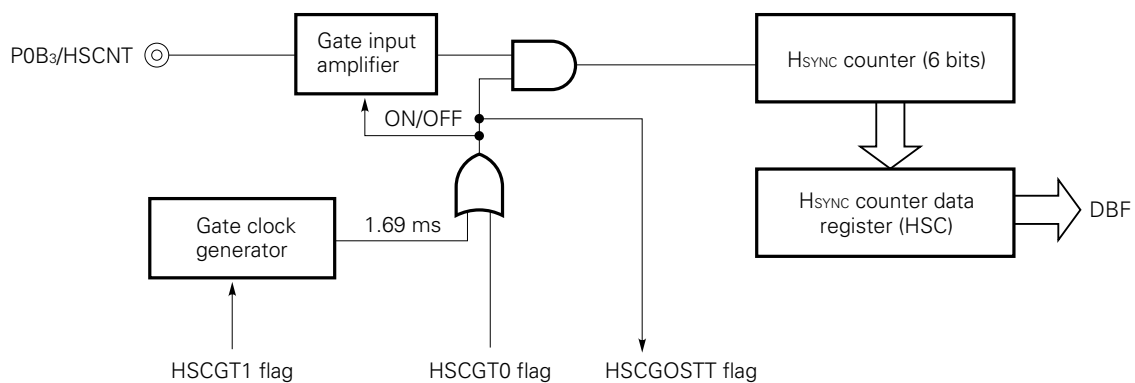 P0B₃/HSCNT
Gate input
amplifier
HSYNC counter (6 bits)
ON/OFF
HSYNC counter data
register (HSC)
DBF
Gate clock
generator
1.69 ms
HSCGT1 flag
HSCGT0 flag
HSCGOSTT flag